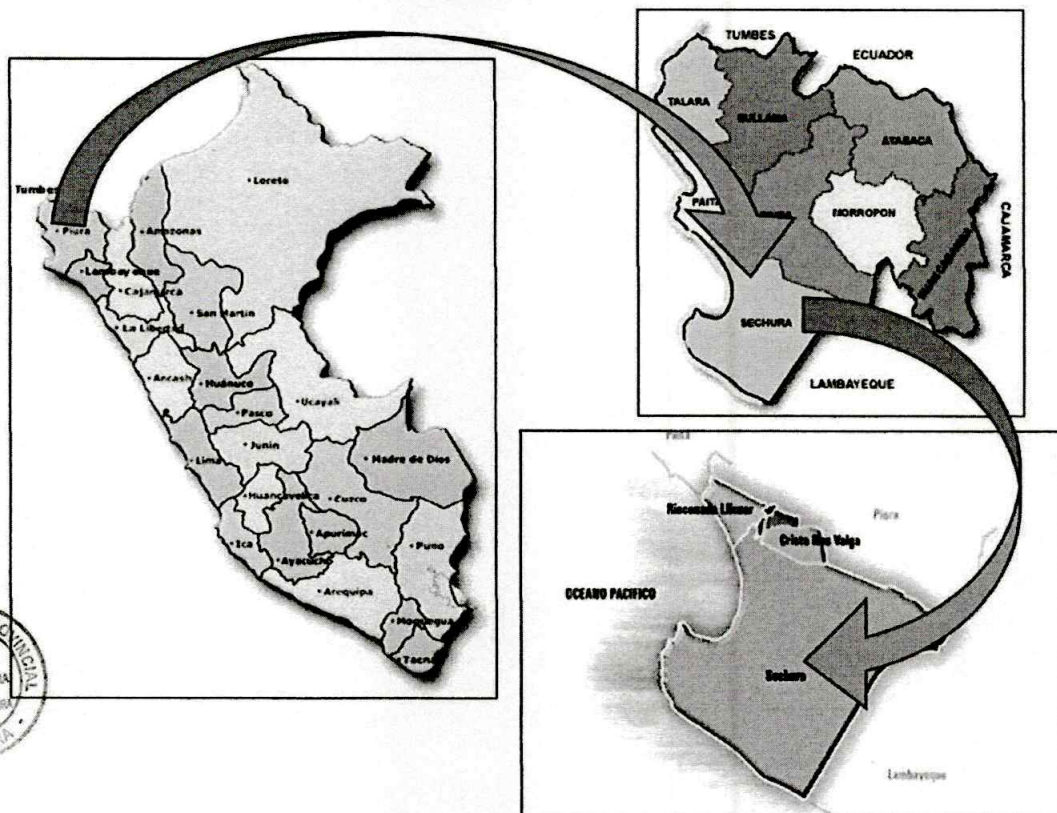 Tumbes
Piura
Loreto
Amazonas
Lambayeque
Cajamarca
San Martin
La Libertad
Ancash
Huánuco
Ucayali
Pasco
Junin
Lima
Madre de Dios
Huancavelica
Cusco
Ica
Apurimac
Puno
Ayacucho
Arequipa
Moquegua
Tacna
TUMBES
ECUADOR
TALARA
SULLANA
AYABACA
PAITA
MORROPON
CAJAMARCA
SECHURA
LAMBAYEQUE
Paita
Rinconada Llicuar
Piura
Cristo Nos Valga
OCEANO PACIFICO
Sechura
Lambayeque